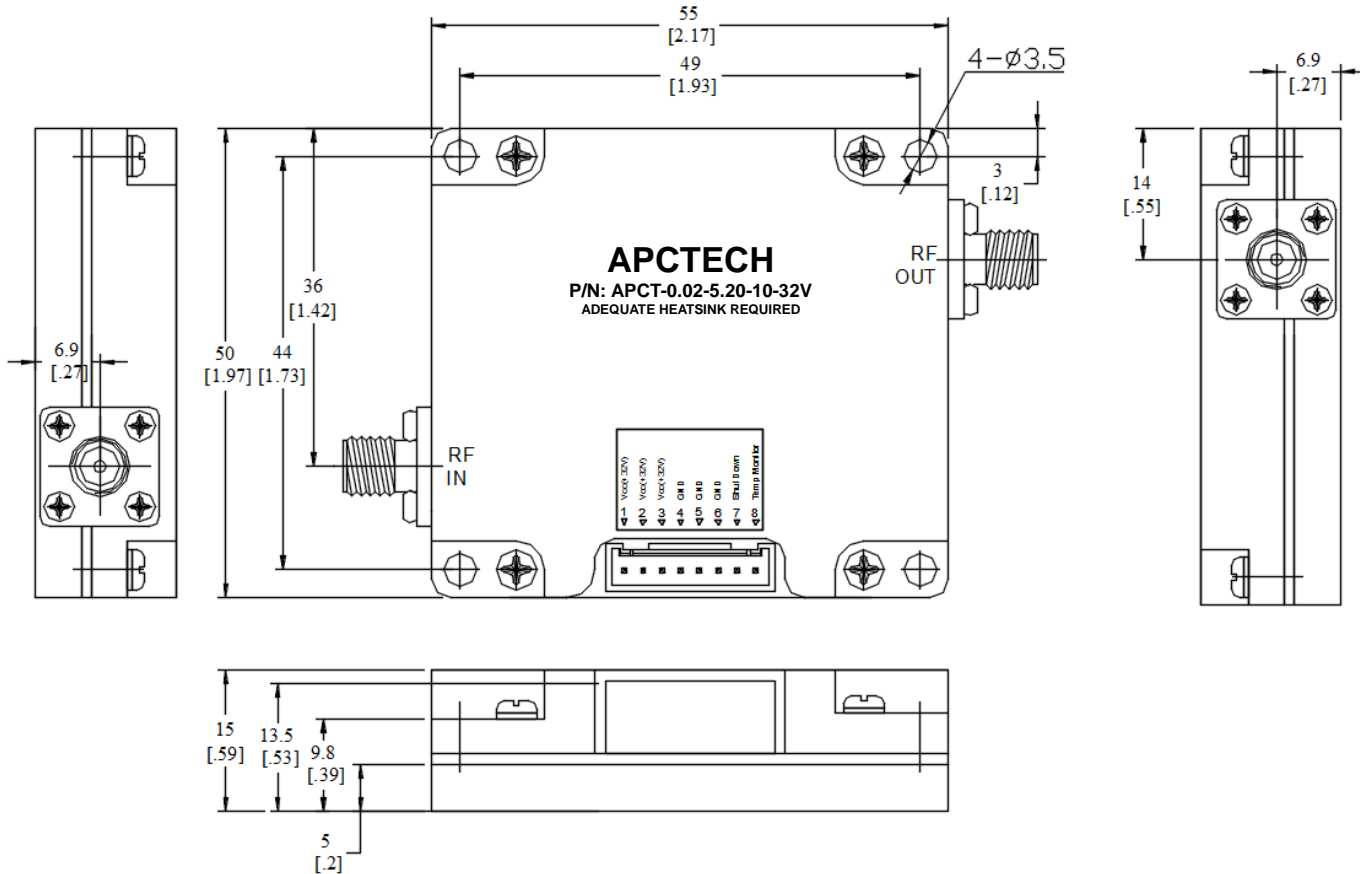 55
[2.17]
49
[1.93]
4-Ø3.5
6.9
[.27]
3
[.12]
14
[.55]
36
[1.42]
50
[1.97]
44
[1.73]
6.9
[.27]
APCTECH
P/N: APCT-0.02-5.20-10-32V
ADEQUATE HEATSINK REQUIRED
RF
OUT
RF
IN
1 Vcc(+32V)
2 Vcc(+32V)
3 Vcc(+32V)
4 GND
5 GND
6 GND
7 Shut Down
8 Temp Monitor
15
[.59]
13.5
[.53]
9.8
[.39]
5
[.2]